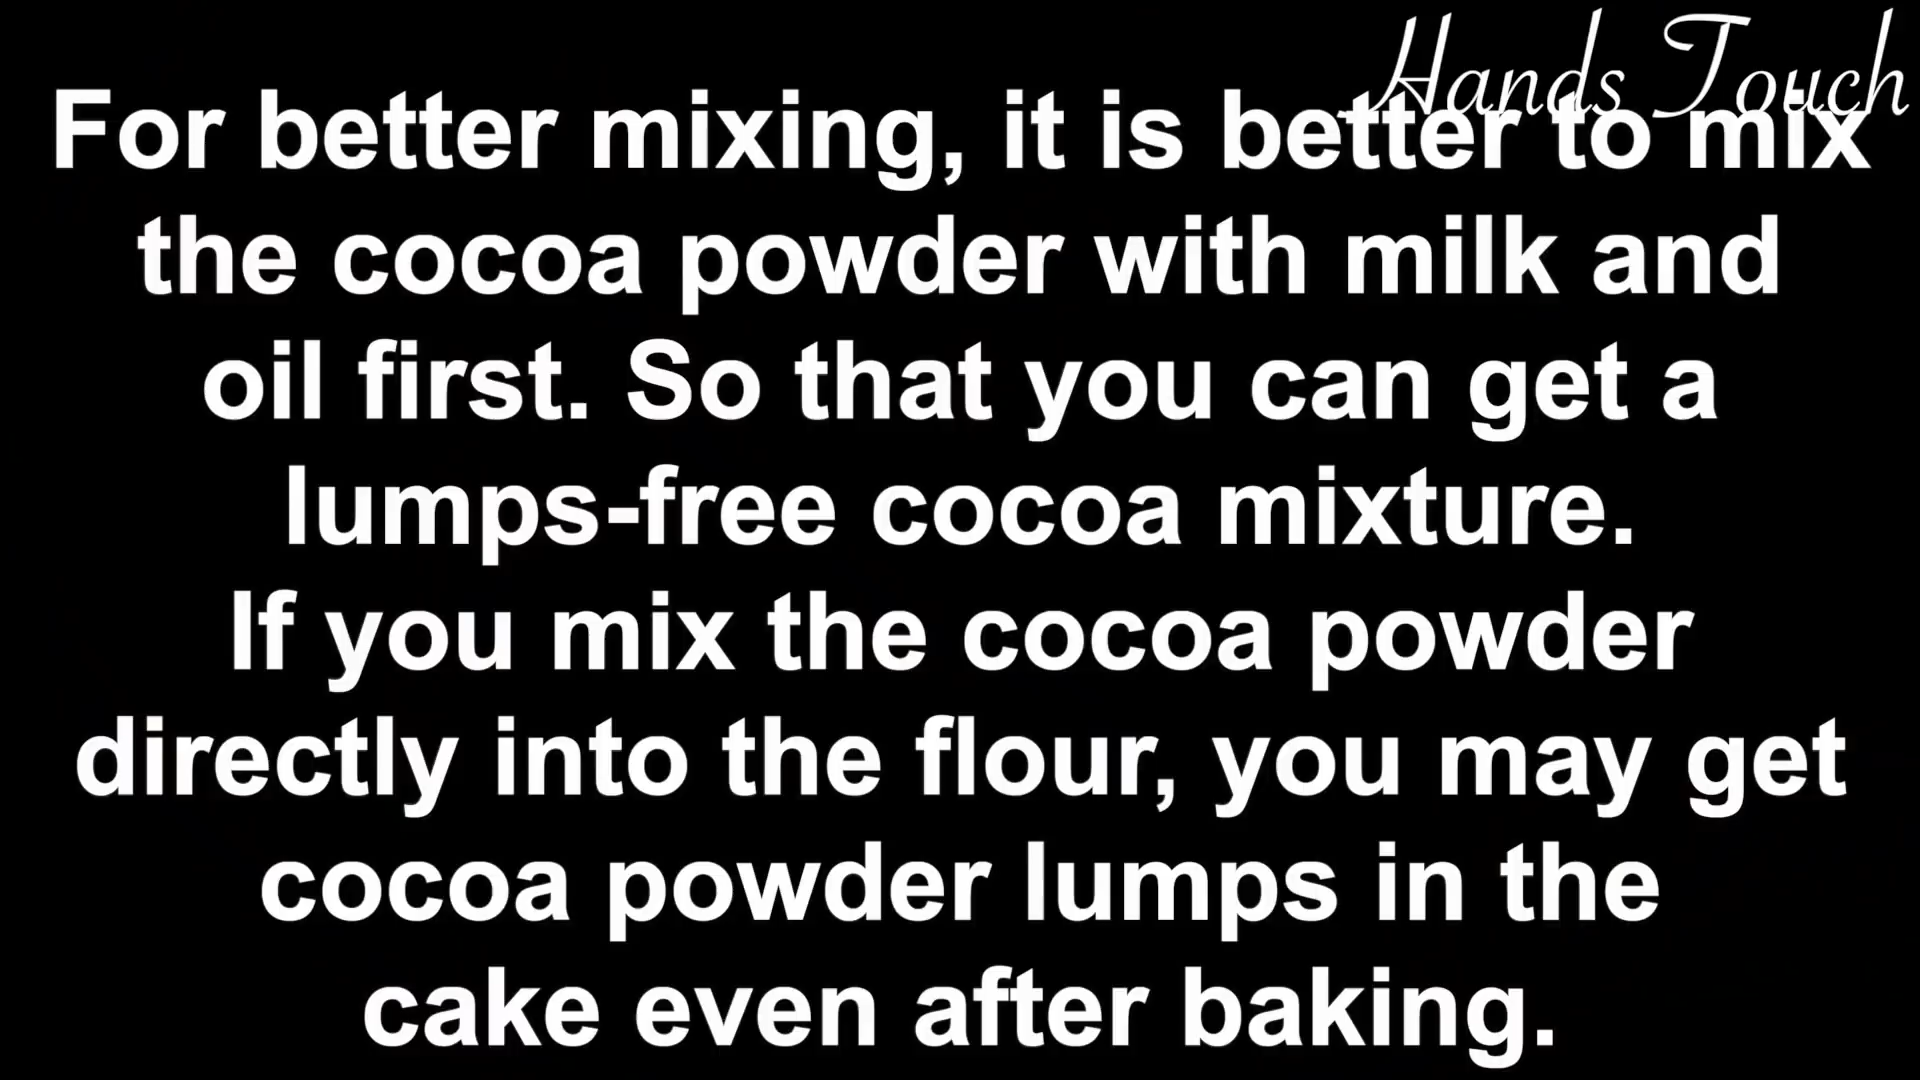 Hands Touch
For better mixing, it is better to mix
the cocoa powder with milk and
oil first. So that you can get a
lumps-free cocoa mixture.
If you mix the cocoa powder
directly into the flour, you may get
cocoa powder lumps in the
cake even after baking.